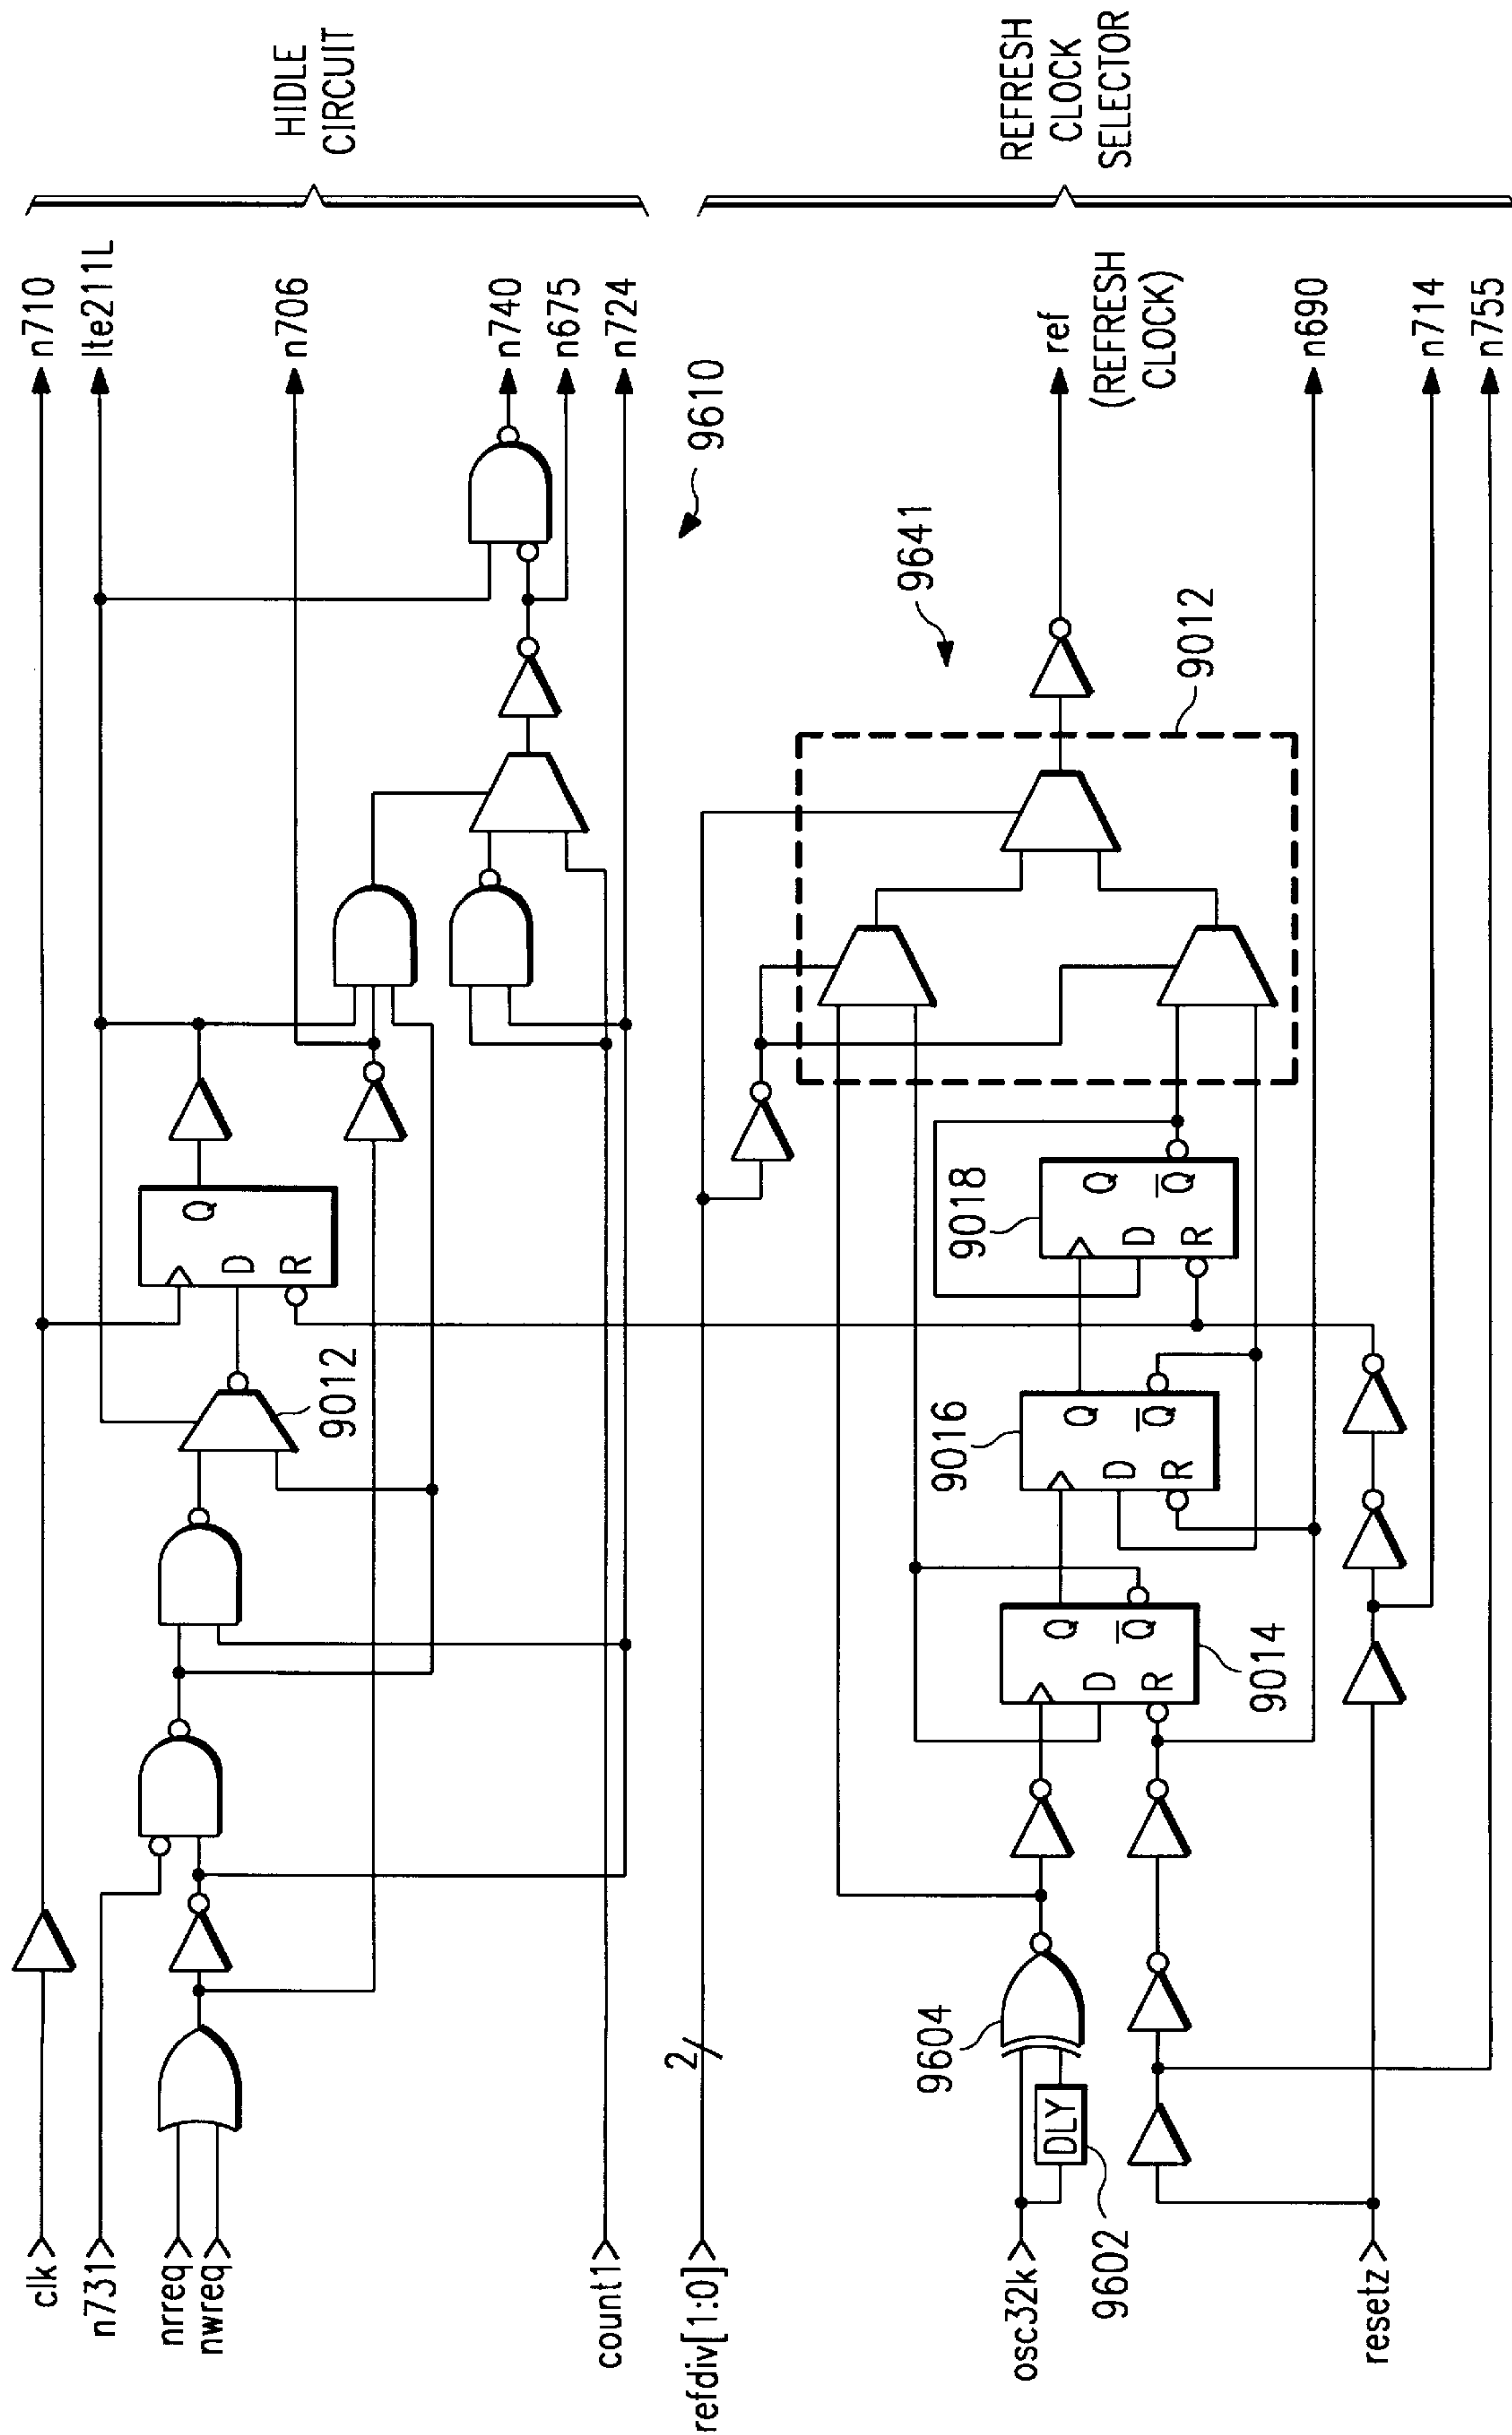 clk
n731
nrreq
nwreq
count1
refdiv[1:0]
osc32k
resetz
2
DLY
9602
9604
D
R
Q
9012
D
R
Q
Q
9014
D
R
Q
Q
9016
D
R
Q
Q
9018
9012
9641
9610
n710
lte211L
n706
n740
n675
n724
ref
(REFRESH
CLOCK)
n690
n714
n755
HIDLE
CIRCUIT
REFRESH
CLOCK
SELECTOR